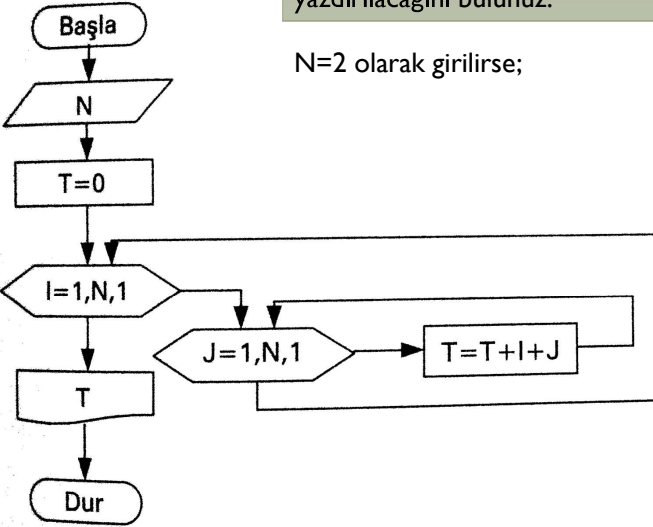 yazdırılacağını bulunuz.
N=2 olarak girilirse;
Başla
N
T=0
I=1,N,1
J=1,N,1
T=T+I+J
T
Dur